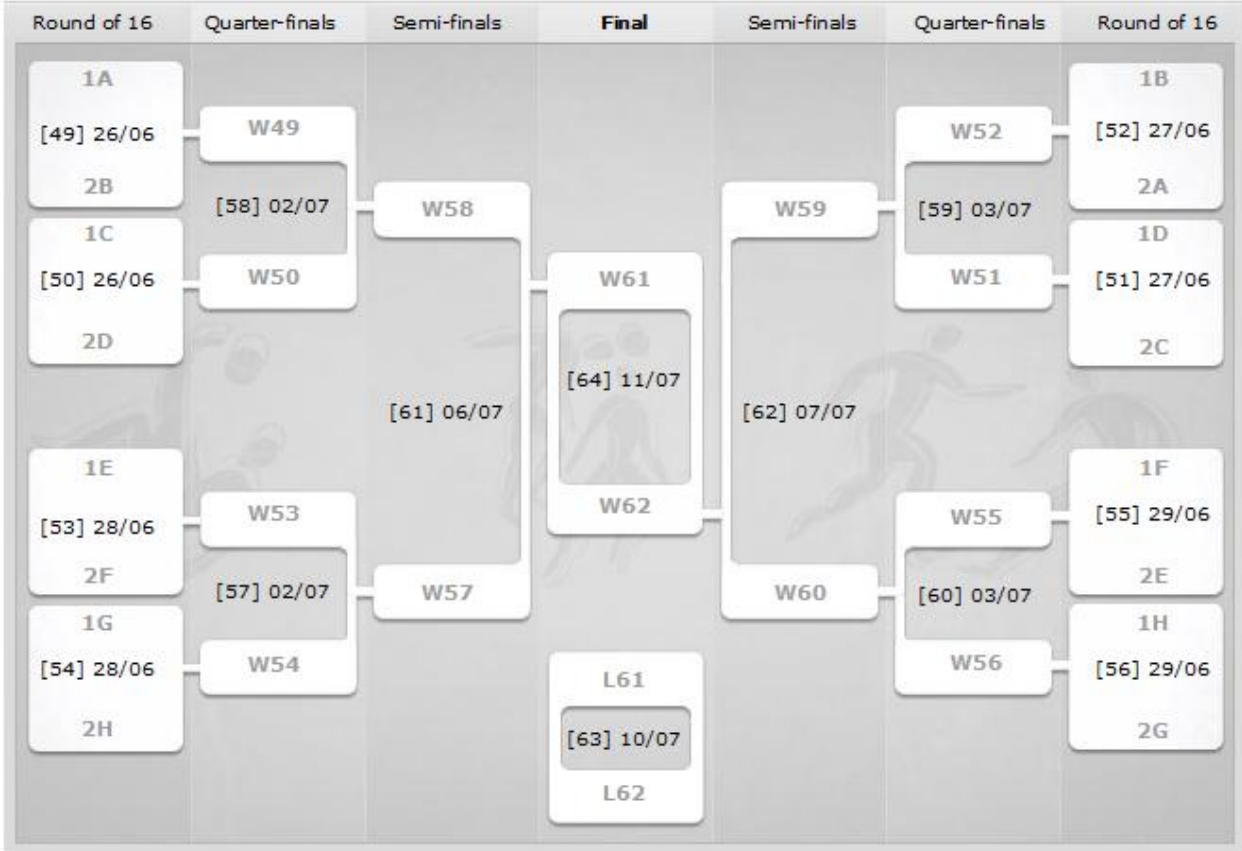 Round of 16 Quarter-finals Semi-finals Final Semi-finals Quarter-finals Round of 16
1A
[49] 26/06
2B
1C
[50] 26/06
2D
1E
[53] 28/06
2F
1G
[54] 28/06
2H
W49
[58] 02/07
W50
W53
[57] 02/07
W54
W58
[61] 06/07
W57
W61
[64] 11/07
W62
L61
[63] 10/07
L62
W59
[62] 07/07
W60
W52
[59] 03/07
W51
W55
[60] 03/07
W56
1B
[52] 27/06
2A
1D
[51] 27/06
2C
1F
[55] 29/06
2E
1H
[56] 29/06
2G